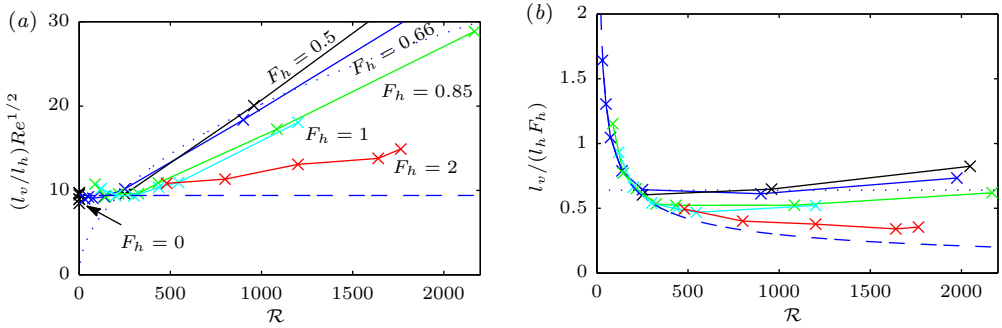 (a)
(l_v/l_h)Re^{1/2}
30
20
10
0
0
500
1000
1500
2000
ℛ
F_h = 0.5
F_h = 0.66
F_h = 0.85
F_h = 1
F_h = 2
F_h = 0
(b)
l_v/(l_h F_h)
2
1.5
1
0.5
0
0
500
1000
1500
2000
ℛ